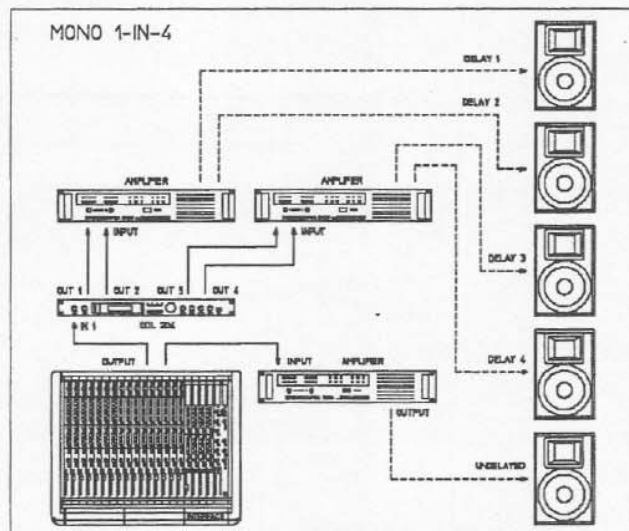 MONO 1-IN-4
DELAY 1
DELAY 2
AMPLIFIER
AMPLIFIER
INPUT
INPUT
DELAY 3
OUT 1
OUT 2
OUT 3
OUT 4
IN 1
OUTPUT
INPUT
AMPLIFIER
DELAY 4
OUTPUT
UNDELAYED
INTERFACE